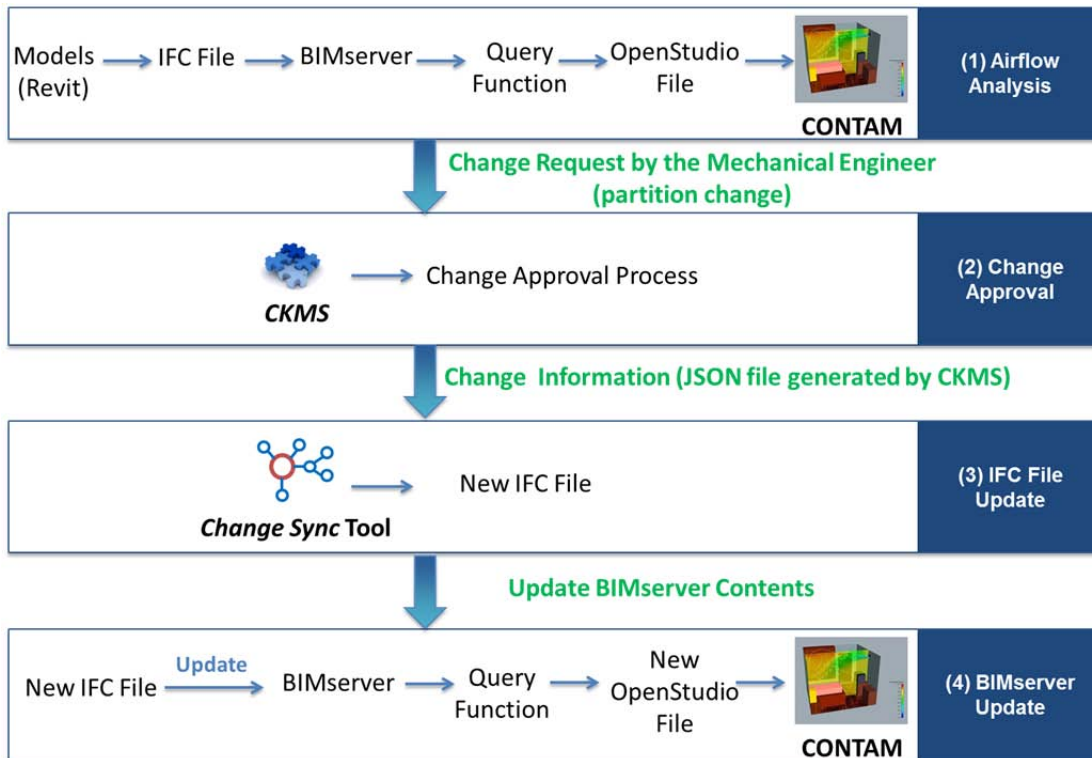 Models
(Revit)
IFC File
BIMserver
Query
Function
OpenStudio
File
CONTAM
(1) Airflow
Analysis
Change Request by the Mechanical Engineer
(partition change)
CKMS
Change Approval Process
(2) Change
Approval
Change Information (JSON file generated by CKMS)
Change Sync Tool
New IFC File
(3) IFC File
Update
Update BIMserver Contents
New IFC File
Update
BIMserver
Query
Function
New
OpenStudio
File
CONTAM
(4) BIMserver
Update